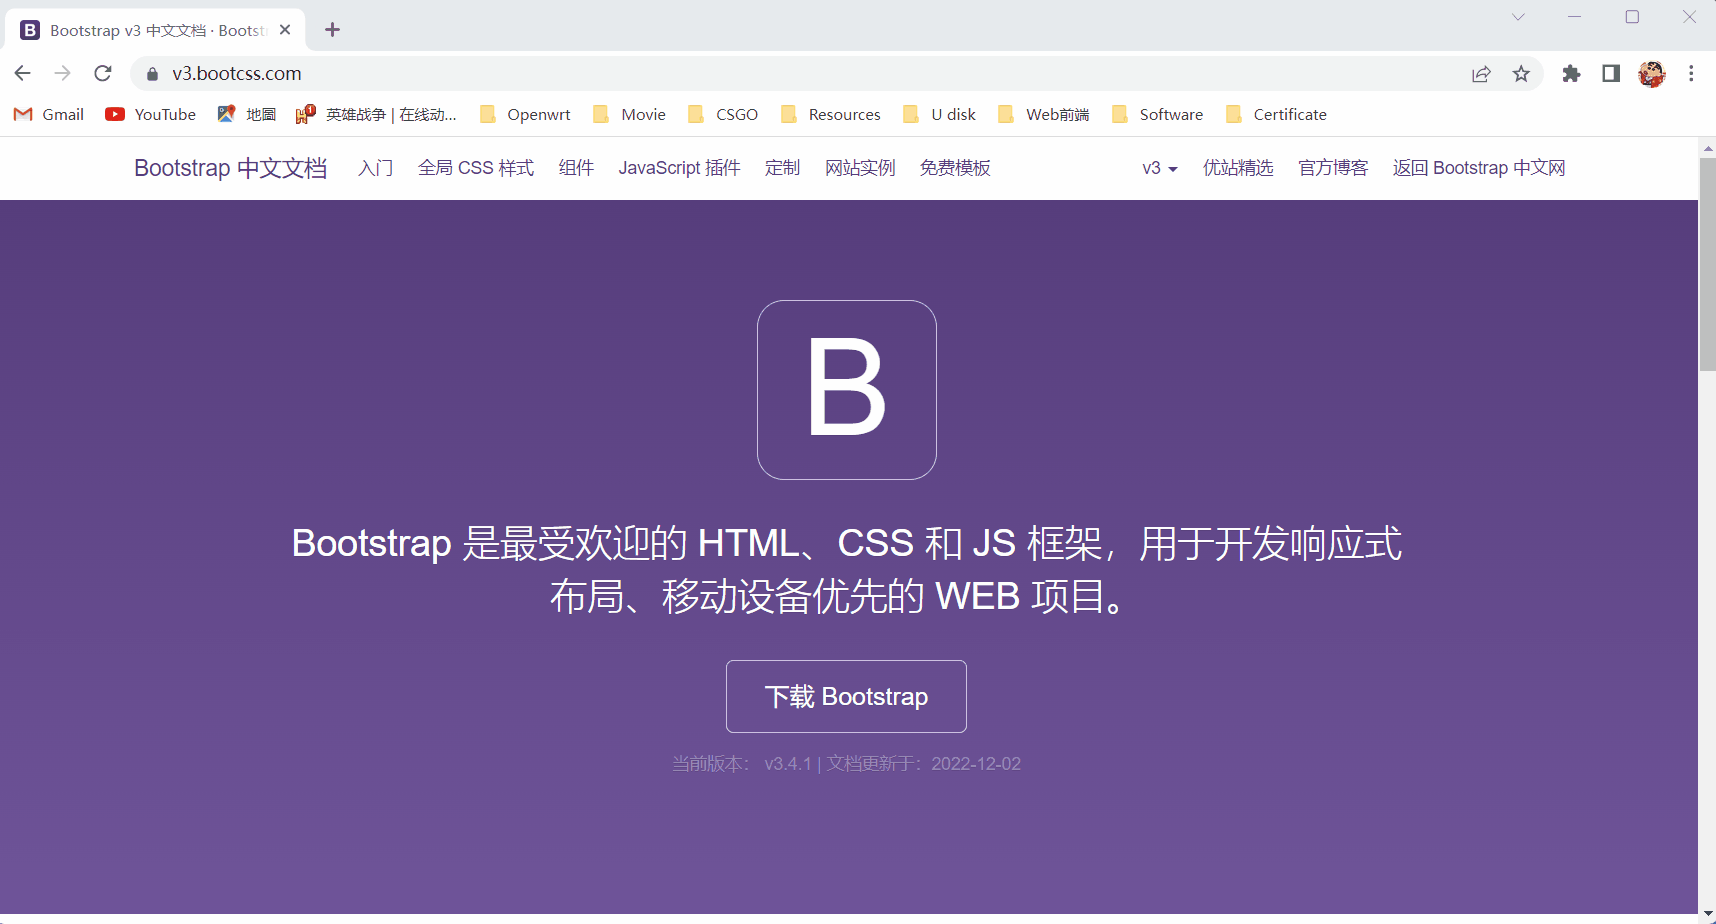 B Bootstrap v3 中文文档 · Boots
v3.bootcss.com
Gmail YouTube 地圖 英雄战争 | 在线动... Openwrt Movie CSGO Resources U disk Web前端 Software Certificate
Bootstrap 中文文档 入门 全局 CSS 样式 组件 JavaScript 插件 定制 网站实例 免费模板 v3 优站精选 官方博客 返回 Bootstrap 中文网
B
Bootstrap 是最受欢迎的 HTML、CSS 和 JS 框架，用于开发响应式
布局、移动设备优先的 WEB 项目。
下载 Bootstrap
当前版本： v3.4.1 | 文档更新于：2022-12-02